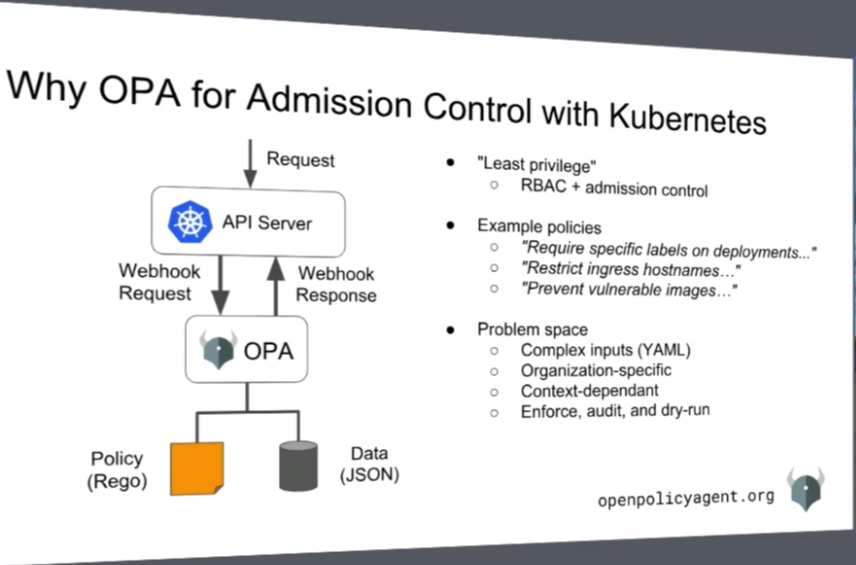 Why OPA for Admission Control with Kubernetes
Request
API Server
Webhook
Request
Webhook
Response
OPA
Policy
(Rego)
Data
(JSON)
● "Least privilege"
○ RBAC + admission control
● Example policies
○ "Require specific labels on deployments..."
○ "Restrict ingress hostnames…"
○ "Prevent vulnerable images…"
● Problem space
○ Complex inputs (YAML)
○ Organization-specific
○ Context-dependant
○ Enforce, audit, and dry-run
openpolicyagent.org